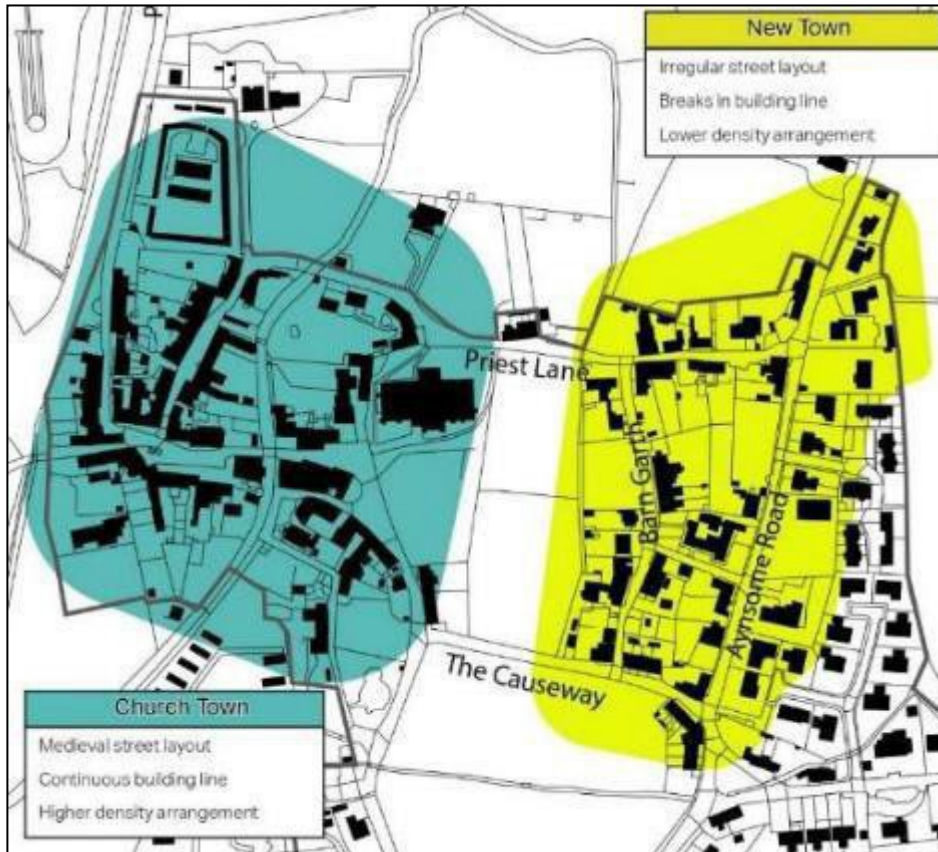 P
New Town
Irregular street layout
Breaks in building line
Lower density arrangement
Priest Lane
Barn Garth
Aynsome Road
The Causeway
Church Town
Medieval street layout
Continuous building line
Higher density arrangement